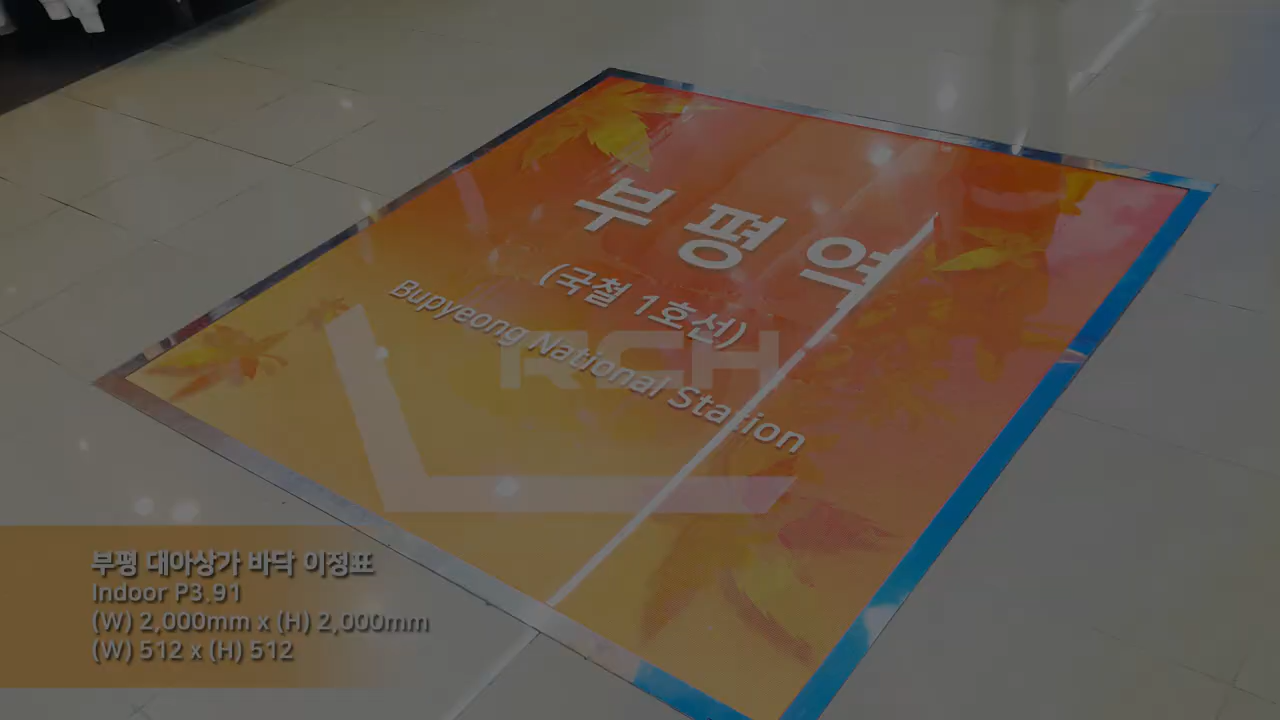 부평역
(국철 1호선)
Bupyeong National Station
RCH
부평 대아상가 바닥 이정표
Indoor P3.91
(W) 2,000mm x (H) 2,000mm
(W) 512 x (H) 512